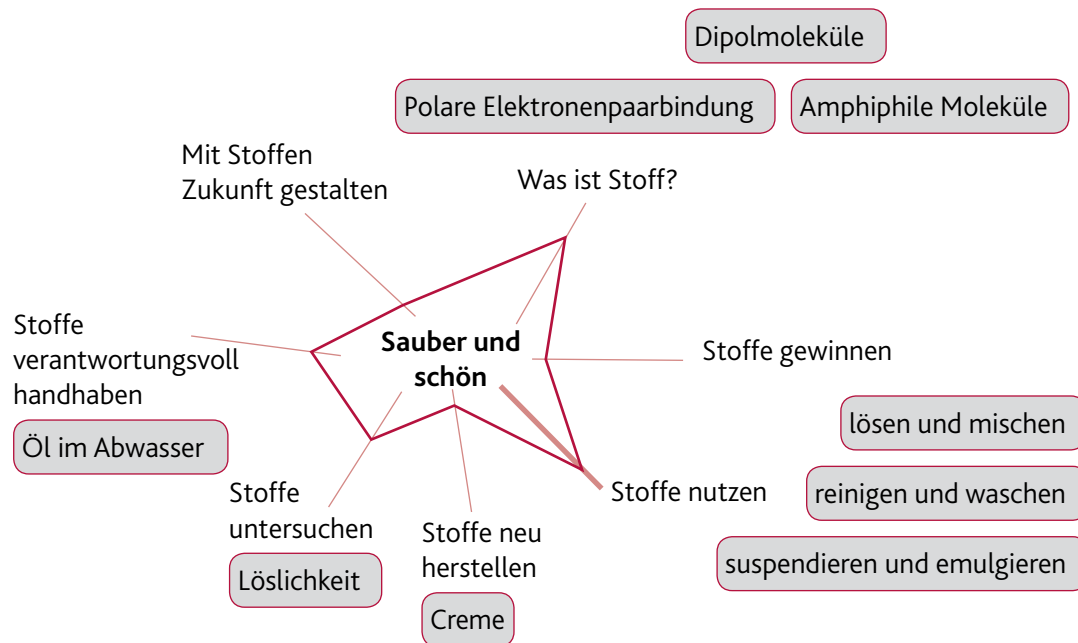 Dipolmoleküle
Polare Elektronenpaarbindung
Amphiphile Moleküle
Mit Stoffen
Zukunft gestalten
Was ist Stoff?
Stoffe
verantwortungsvoll
handhaben
Öl im Abwasser
Sauber und
schön
Stoffe gewinnen
lösen und mischen
Stoffe nutzen
reinigen und waschen
suspendieren und emulgieren
Stoffe
untersuchen
Löslichkeit
Stoffe neu
herstellen
Creme